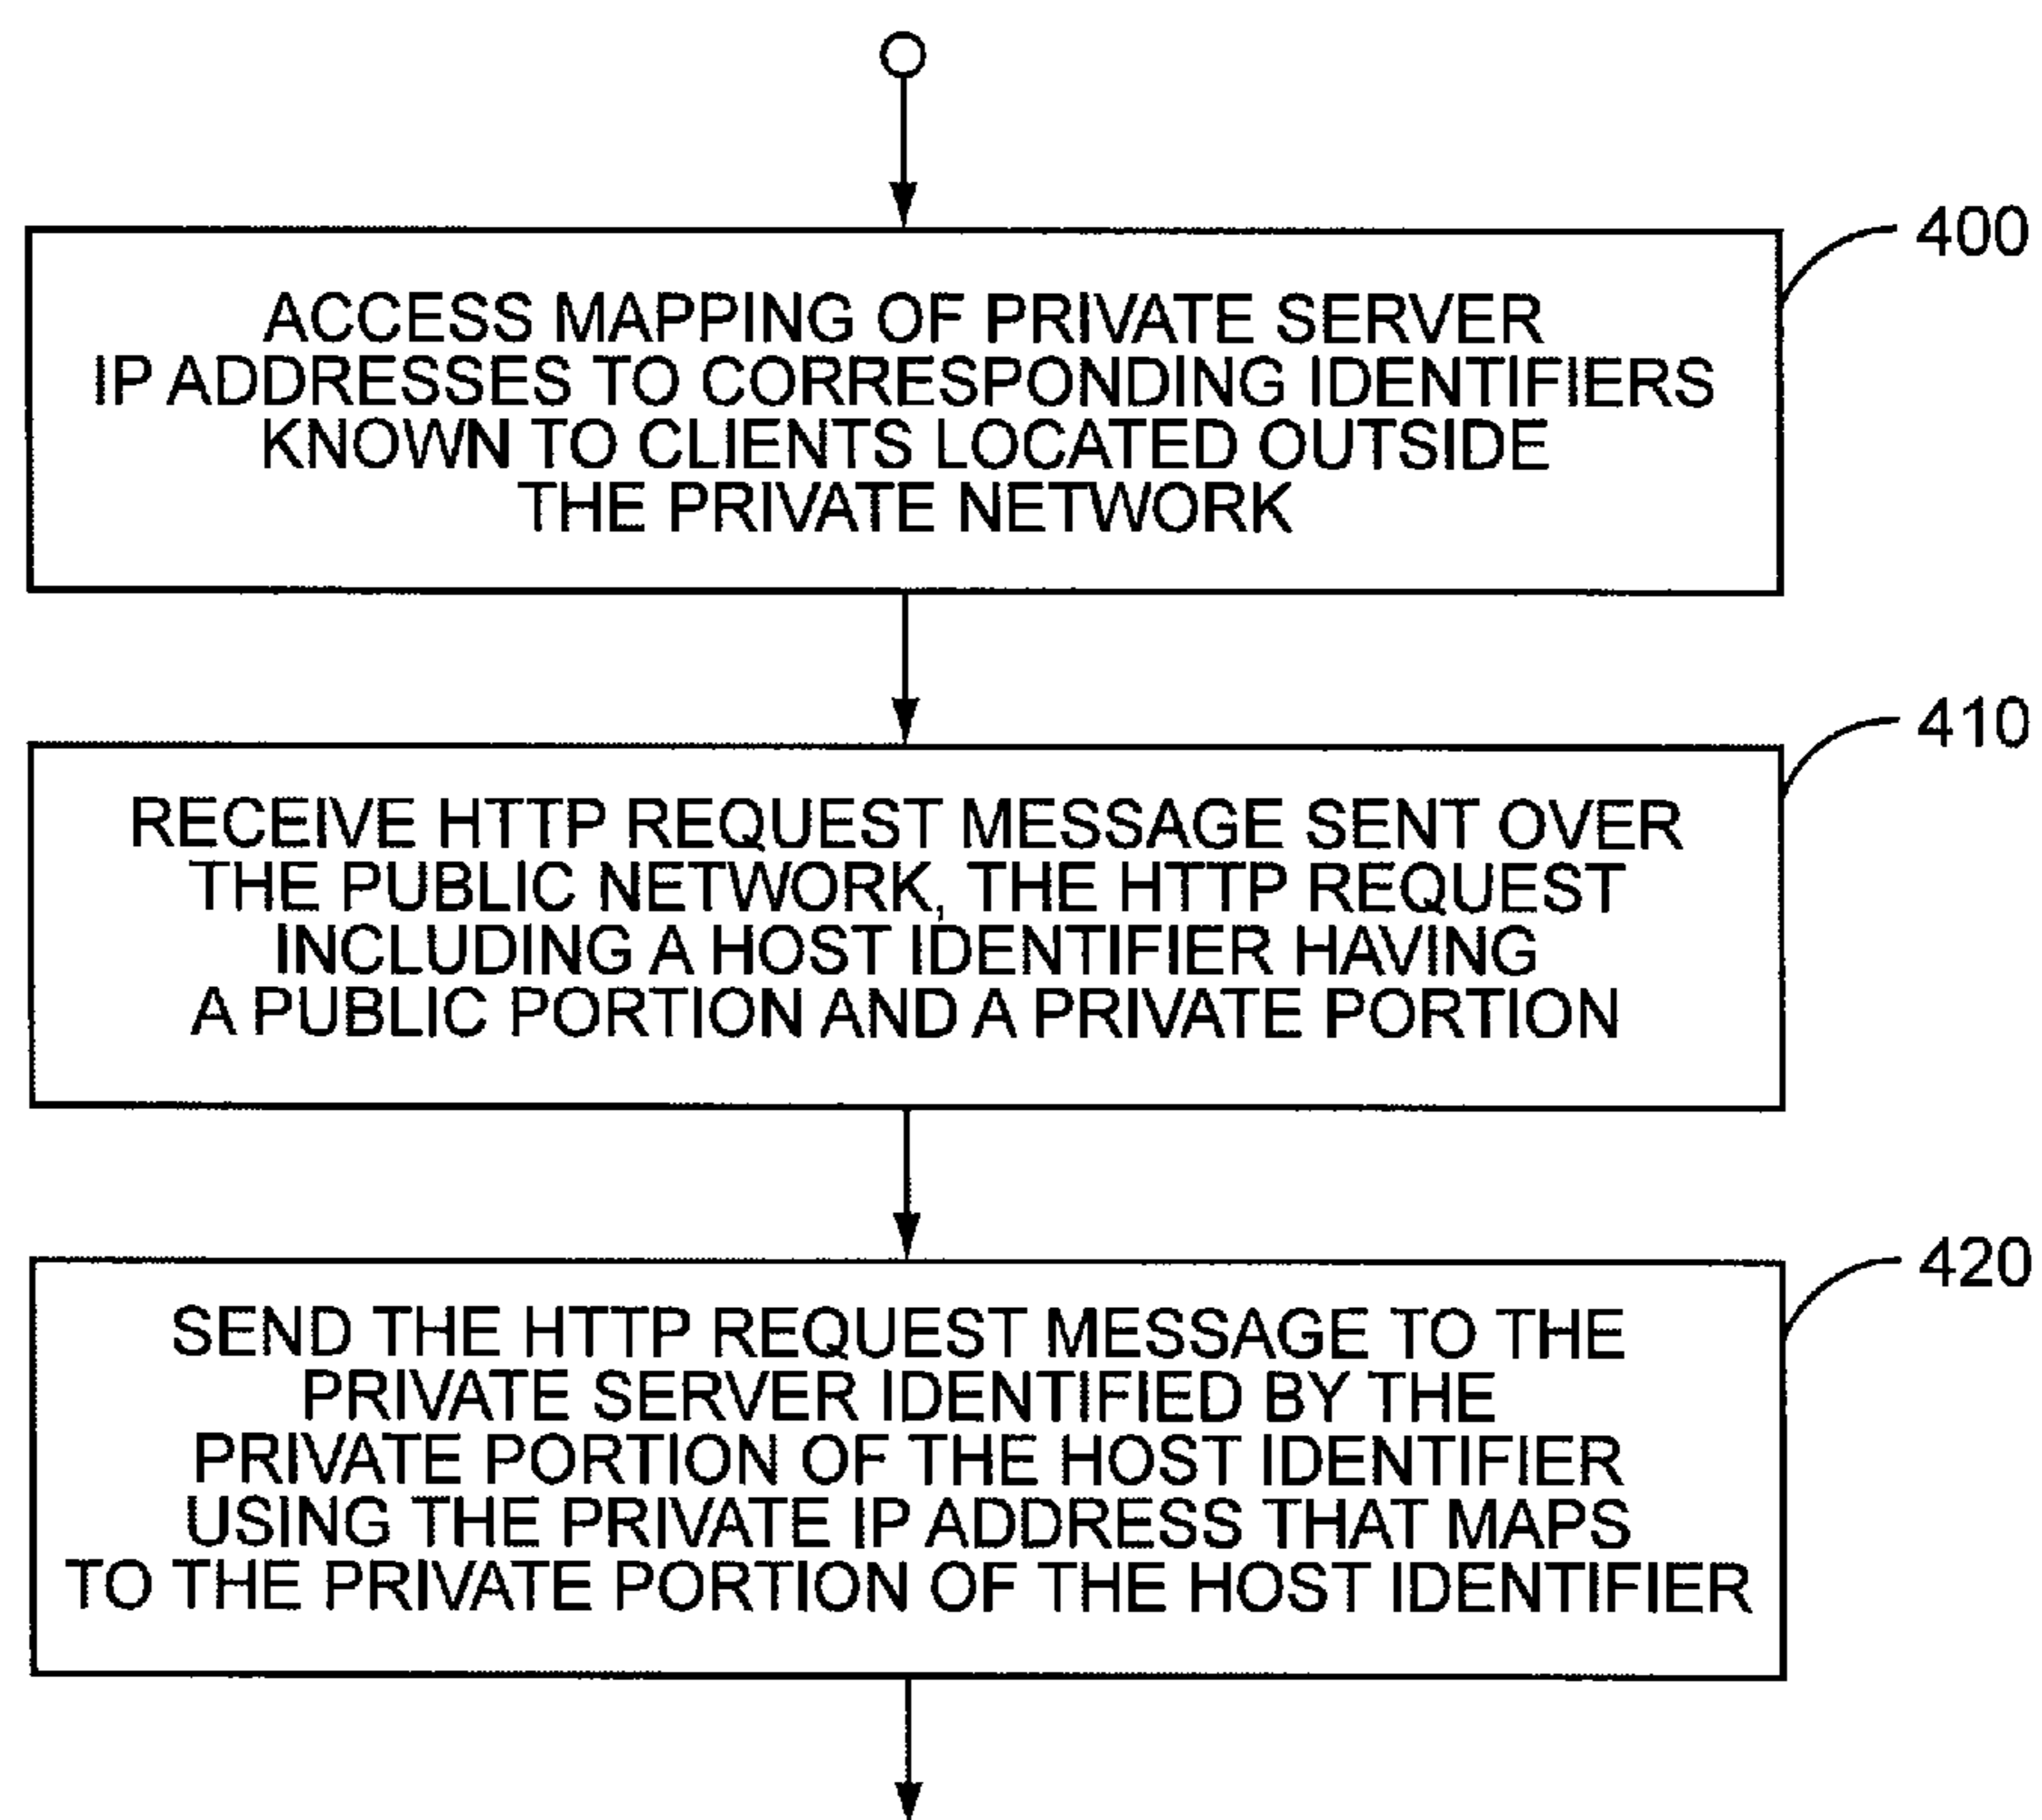 400
ACCESS MAPPING OF PRIVATE SERVER
IP ADDRESSES TO CORRESPONDING IDENTIFIERS
KNOWN TO CLIENTS LOCATED OUTSIDE
THE PRIVATE NETWORK
410
RECEIVE HTTP REQUEST MESSAGE SENT OVER
THE PUBLIC NETWORK, THE HTTP REQUEST
INCLUDING A HOST IDENTIFIER HAVING
A PUBLIC PORTION AND A PRIVATE PORTION
420
SEND THE HTTP REQUEST MESSAGE TO THE
PRIVATE SERVER IDENTIFIED BY THE
PRIVATE PORTION OF THE HOST IDENTIFIER
USING THE PRIVATE IP ADDRESS THAT MAPS
TO THE PRIVATE PORTION OF THE HOST IDENTIFIER